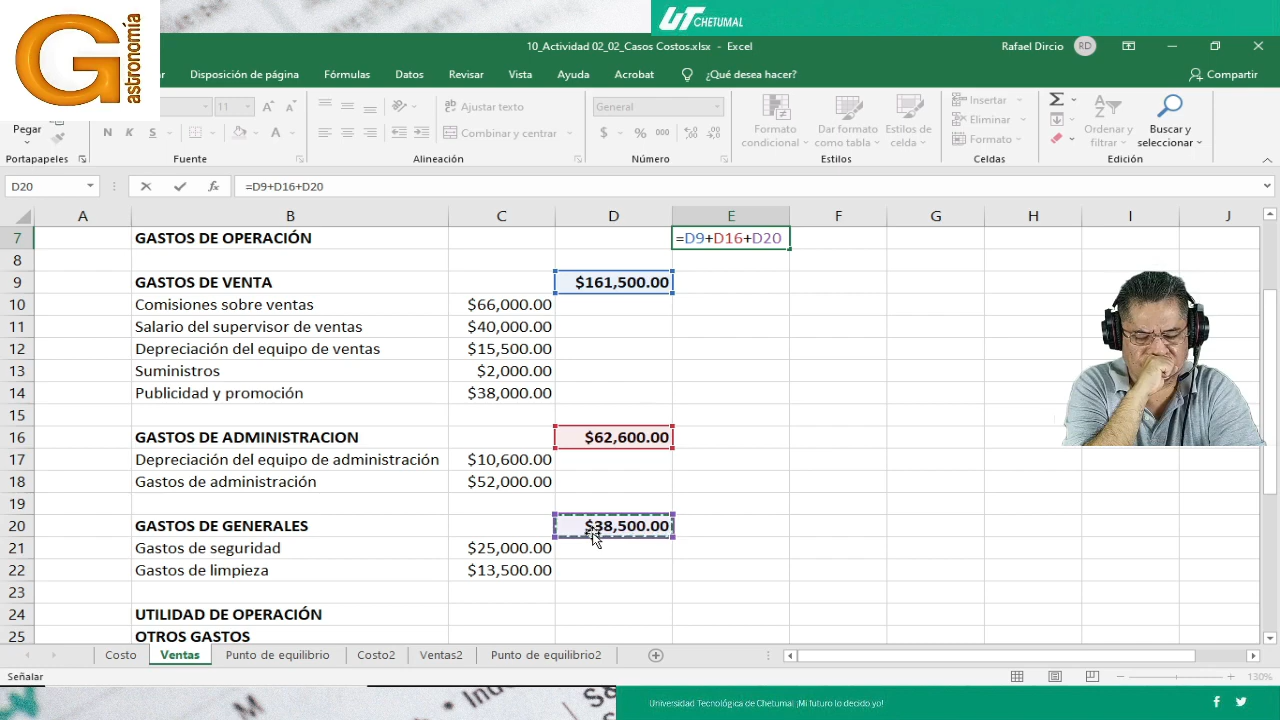 Gastronomía
UT CHETUMAL
10_Actividad 02_02_Casos Costos.xlsx - Excel
Rafael Dircio RD
Disposición de página Fórmulas Datos Revisar Vista Ayuda Acrobat ¿Qué desea hacer? Compartir
11 A A ab Ajustar texto General Insertar
Pegar N K S A Combinar y centrar $ % 000 Formato condicional Dar formato como tabla Estilos de celda Eliminar Formato Ordenar y filtrar Buscar y seleccionar
Portapapeles Fuente Alineación Número Estilos Celdas Edición
D20 fx =D9+D16+D20
A B C D E F G H I J
7 GASTOS DE OPERACIÓN =D9+D16+D20
8
9 GASTOS DE VENTA $161,500.00
10 Comisiones sobre ventas $66,000.00
11 Salario del supervisor de ventas $40,000.00
12 Depreciación del equipo de ventas $15,500.00
13 Suministros $2,000.00
14 Publicidad y promoción $38,000.00
15
16 GASTOS DE ADMINISTRACION $62,600.00
17 Depreciación del equipo de administración $10,600.00
18 Gastos de administración $52,000.00
19
20 GASTOS DE GENERALES $38,500.00
21 Gastos de seguridad $25,000.00
22 Gastos de limpieza $13,500.00
23
24 UTILIDAD DE OPERACIÓN
25 OTROS GASTOS
Costo Ventas Punto de equilibrio Costo2 Ventas2 Punto de equilibrio2
Señalar 130%
Universidad Tecnológica de Chetumal ¡Mi futuro lo decido yo!